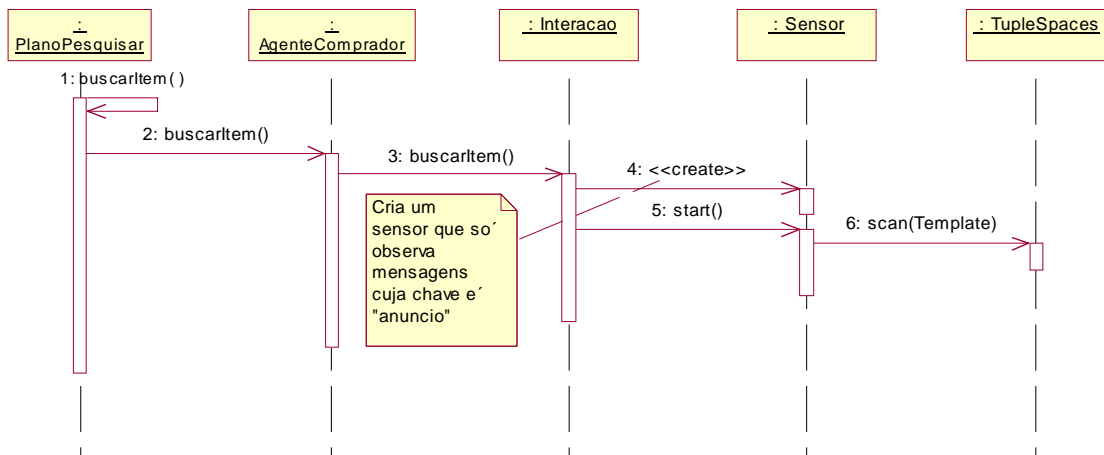 :
PlanoPesquisar
:
AgenteComprador
: Interacao
: Sensor
: TupleSpaces
1: buscarItem ( )
2: buscarItem()
3: buscarItem()
4: <<create>>
5: start()
6: scan(Template)
Cria um
sensor que so´
observa
mensagens
cuja chave e´
"anuncio"